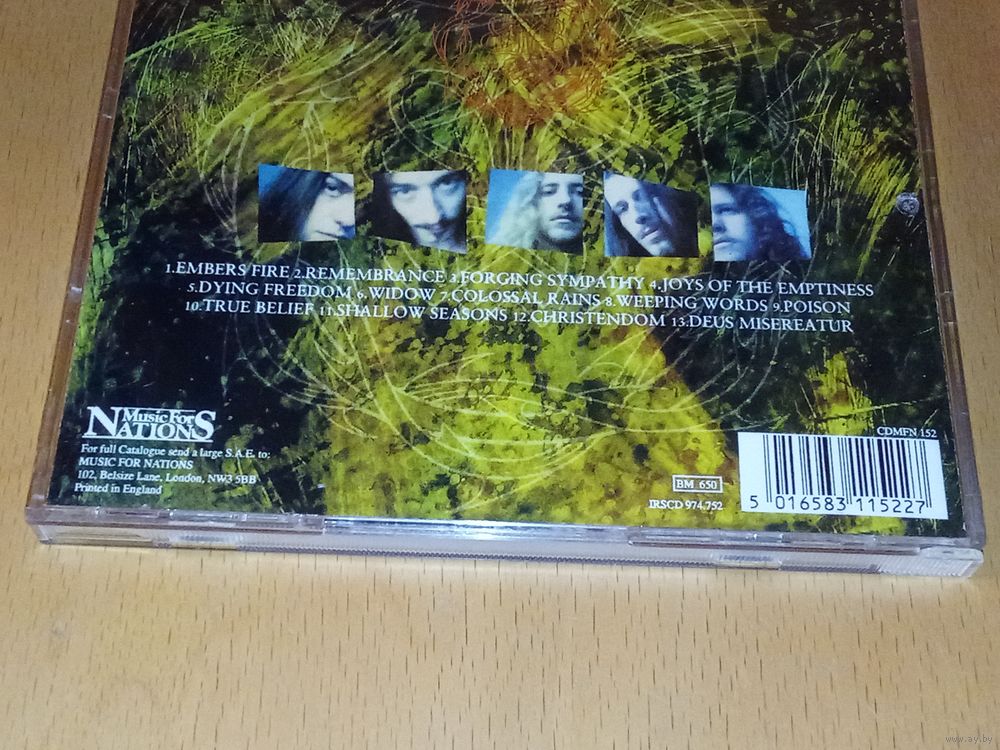 1.EMBERS FIRE 2.REMEMBRANCE 3.FORGING SYMPATHY 4.JOYS OF THE EMPTINESS
5.DYING FREEDOM 6.WIDOW 7.COLOSSAL RAINS 8.WEEPING WORDS 9.POISON
10.TRUE BELIEF 11.SHALLOW SEASONS 12.CHRISTENDOM 13.DEUS MISEREATUR
Music For
NATIONS
For full Catalogue send a large S.A.E. to:
MUSIC FOR NATIONS
102, Belsize Lane, London, NW3 5BB
Printed in England
BM 650
IRSCD 974.752
CDMFN 152
5 016583 115227
www.ay.by